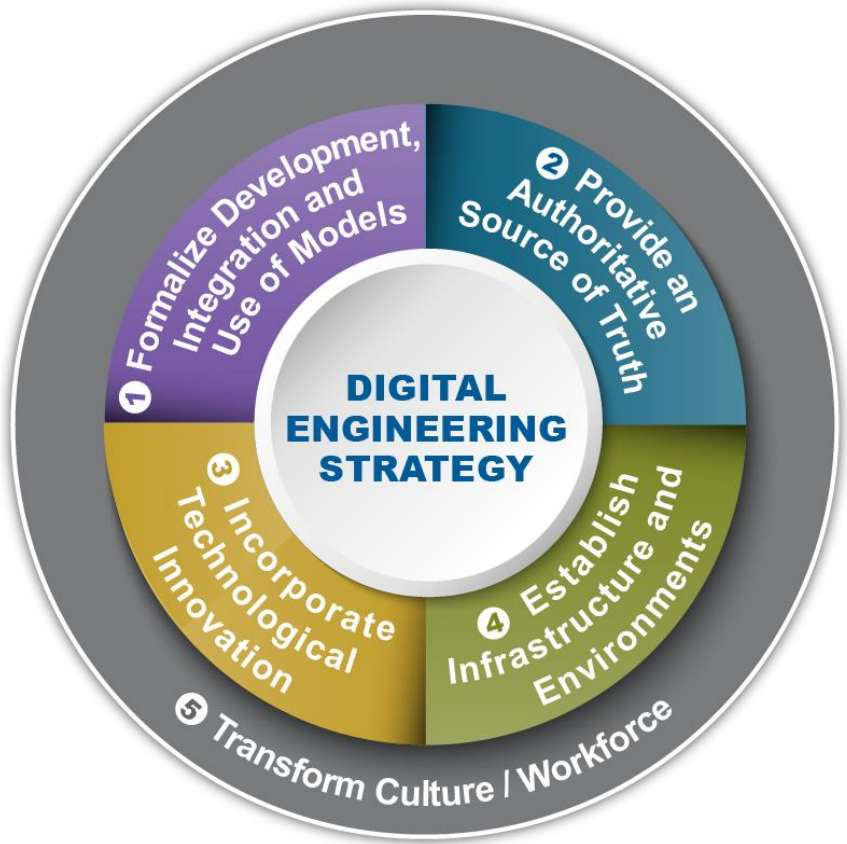 1 Formalize Development,
Integration and
Use of Models
2 Provide an
Authoritative
Source of Truth
DIGITAL
ENGINEERING
STRATEGY
3 Incorporate
Technological
Innovation
4 Establish
Infrastructure and
Environments
5 Transform Culture / Workforce